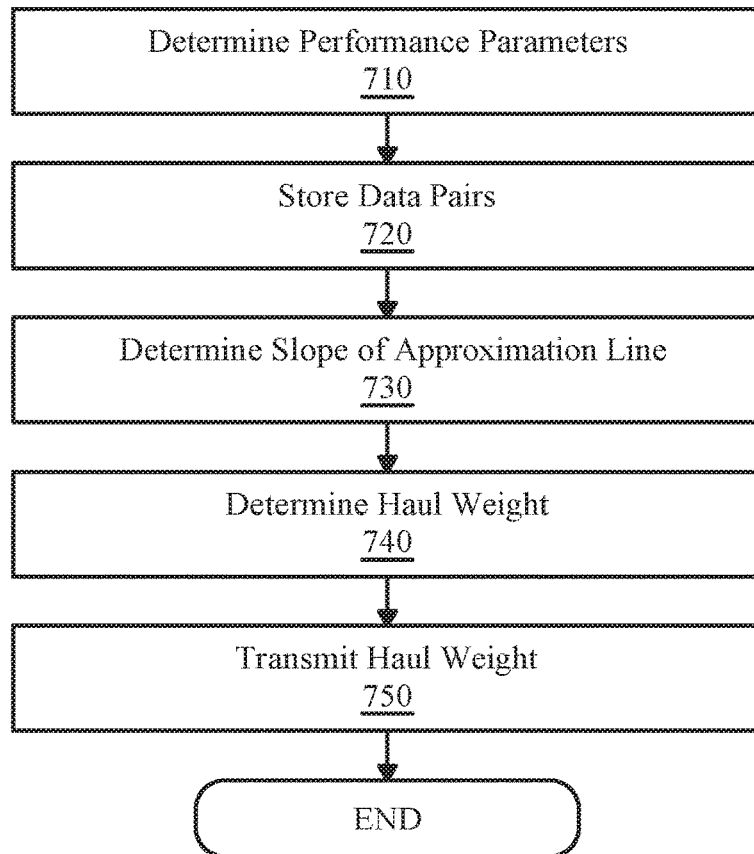 Determine Performance Parameters
710
Store Data Pairs
720
Determine Slope of Approximation Line
730
Determine Haul Weight
740
Transmit Haul Weight
750
END